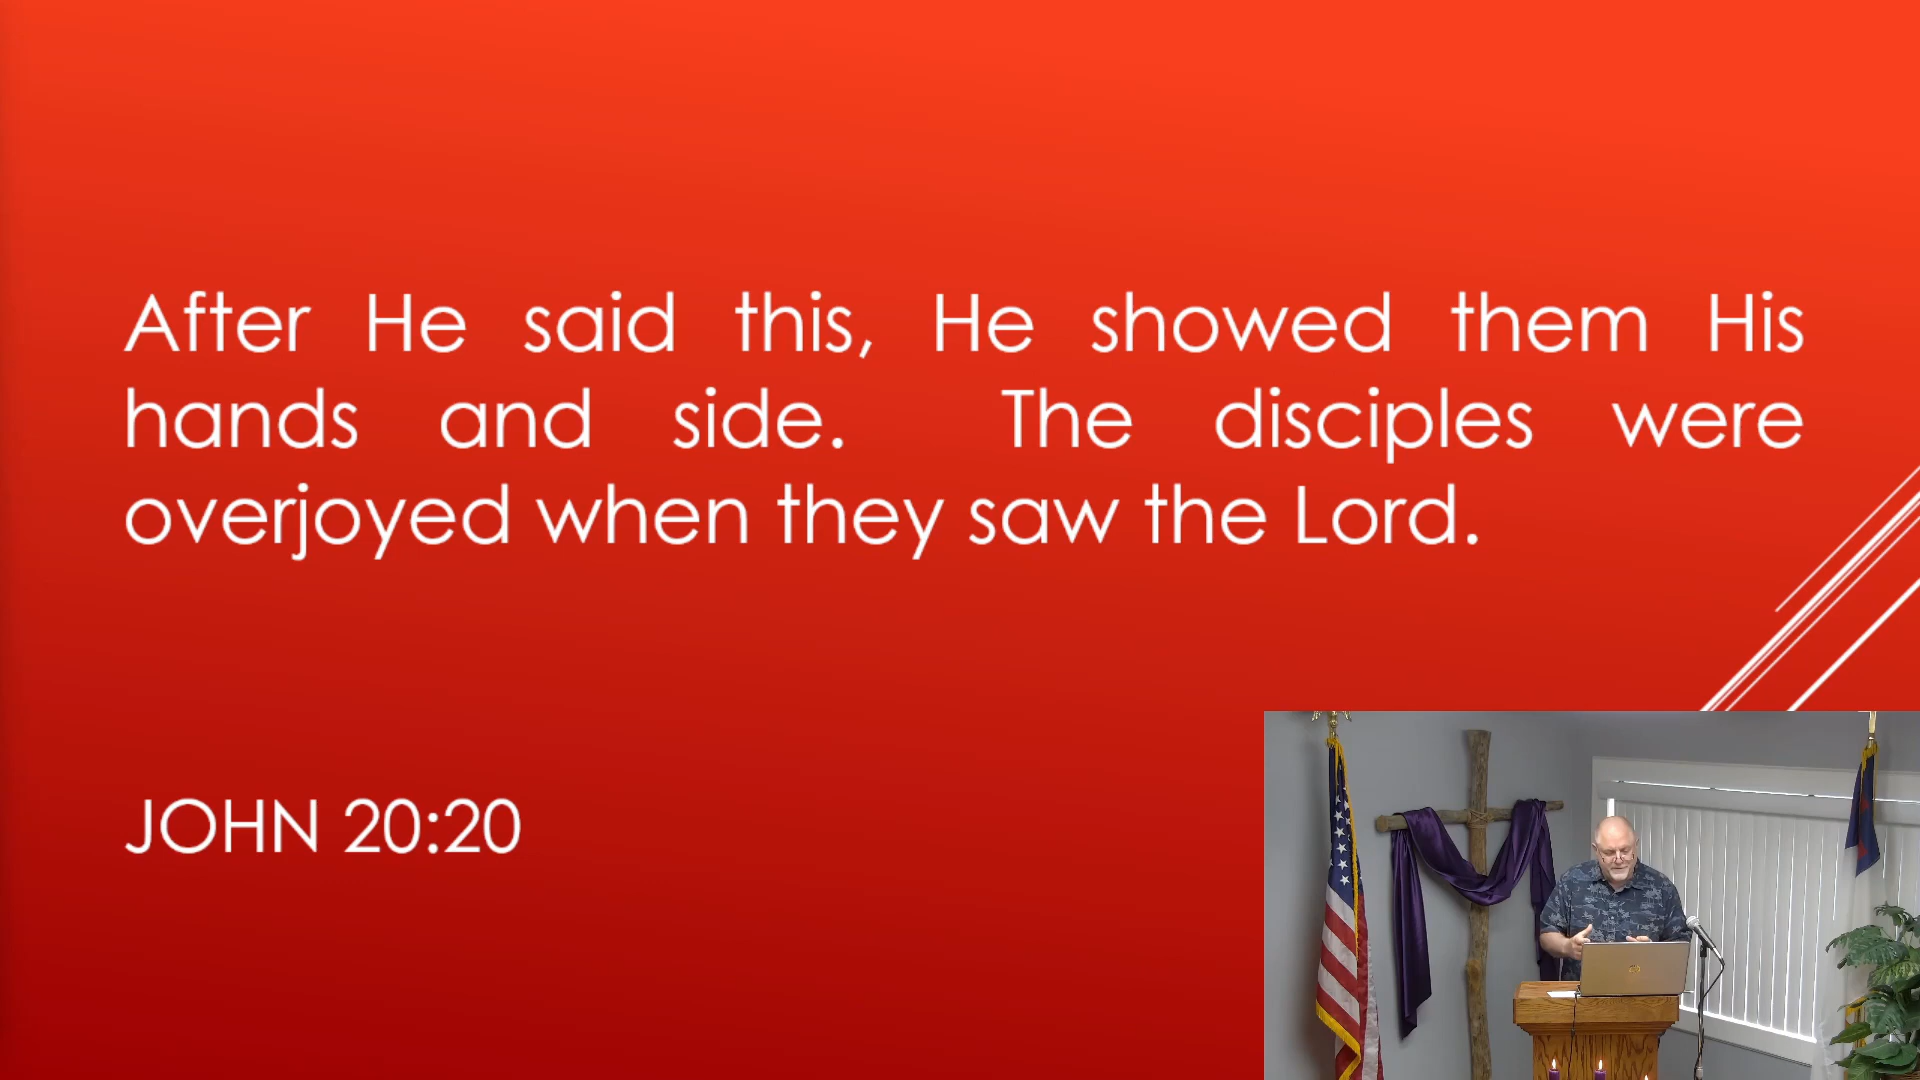 After He said this, He showed them His
hands and side. The disciples were
overjoyed when they saw the Lord.
JOHN 20:20